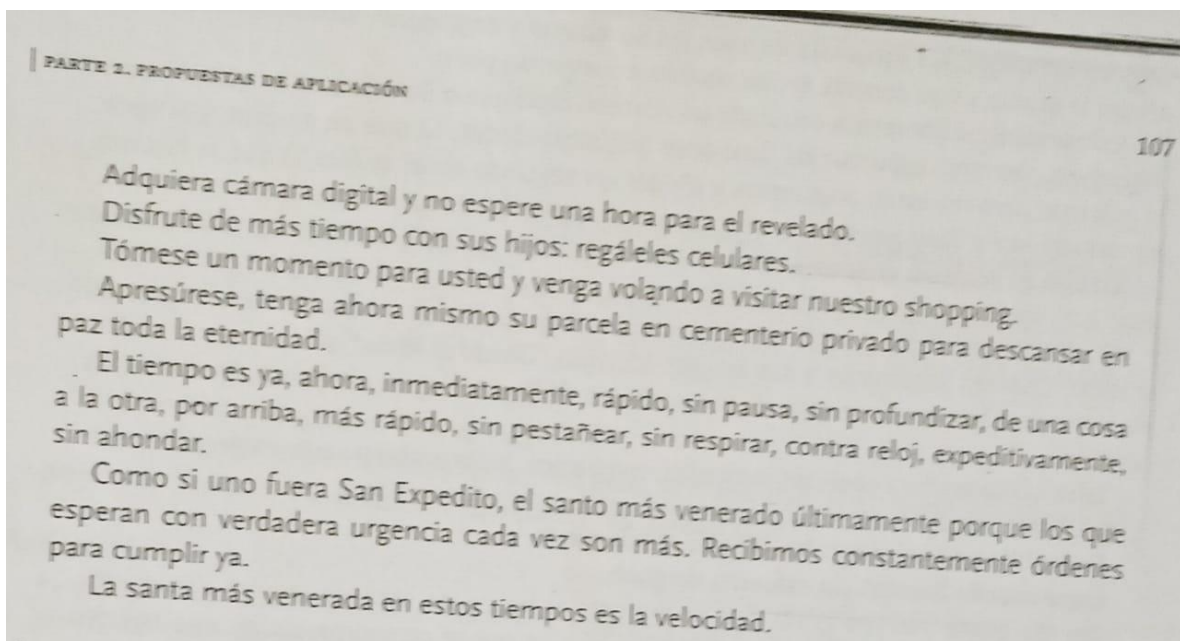 PARTE 2. PROPUESTAS DE APLICACIÓN
107
Adquiera cámara digital y no espere una hora para el revelado.
Disfrute de más tiempo con sus hijos: regáleles celulares.
Tómese un momento para usted y venga volando a visitar nuestro shopping.
Apresúrese, tenga ahora mismo su parcela en cementerio privado para descansar en
paz toda la eternidad.
El tiempo es ya, ahora, inmediatamente, rápido, sin pausa, sin profundizar, de una cosa
a la otra, por arriba, más rápido, sin pestañear, sin respirar, contra reloj, expeditivamente,
sin ahondar.
Como si uno fuera San Expedito, el santo más venerado últimamente porque los que
esperan con verdadera urgencia cada vez son más. Recibimos constantemente órdenes
para cumplir ya.
La santa más venerada en estos tiempos es la velocidad.